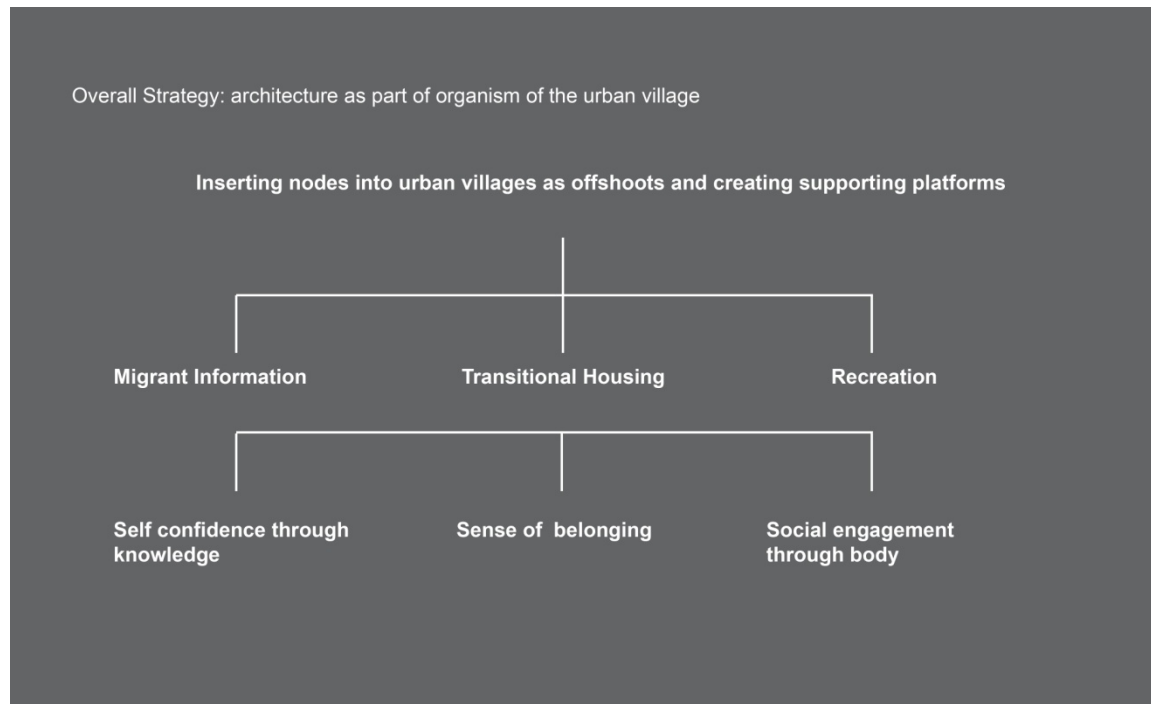 Overall Strategy: architecture as part of organism of the urban village
Inserting nodes into urban villages as offshoots and creating supporting platforms
Migrant Information
Transitional Housing
Recreation
Self confidence through
knowledge
Sense of  belonging
Social engagement
through body